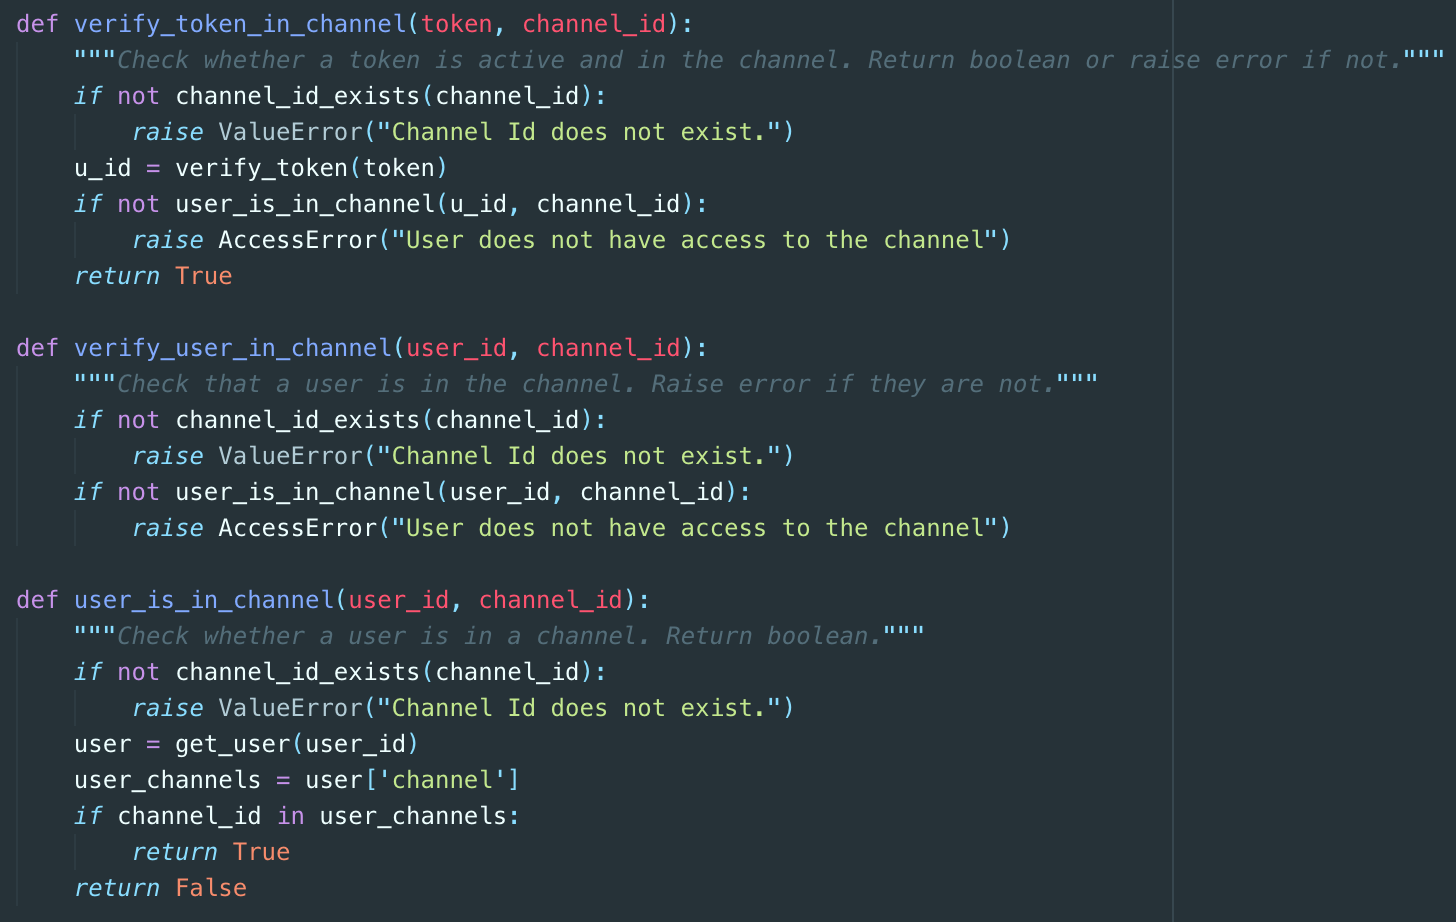 def verify_token_in_channel(token, channel_id):
    """Check whether a token is active and in the channel. Return boolean or raise error if not."""
    if not channel_id_exists(channel_id):
        raise ValueError("Channel Id does not exist.")
    u_id = verify_token(token)
    if not user_is_in_channel(u_id, channel_id):
        raise AccessError("User does not have access to the channel")
    return True

def verify_user_in_channel(user_id, channel_id):
    """Check that a user is in the channel. Raise error if they are not."""
    if not channel_id_exists(channel_id):
        raise ValueError("Channel Id does not exist.")
    if not user_is_in_channel(user_id, channel_id):
        raise AccessError("User does not have access to the channel")

def user_is_in_channel(user_id, channel_id):
    """Check whether a user is in a channel. Return boolean."""
    if not channel_id_exists(channel_id):
        raise ValueError("Channel Id does not exist.")
    user = get_user(user_id)
    user_channels = user['channel']
    if channel_id in user_channels:
        return True
    return False